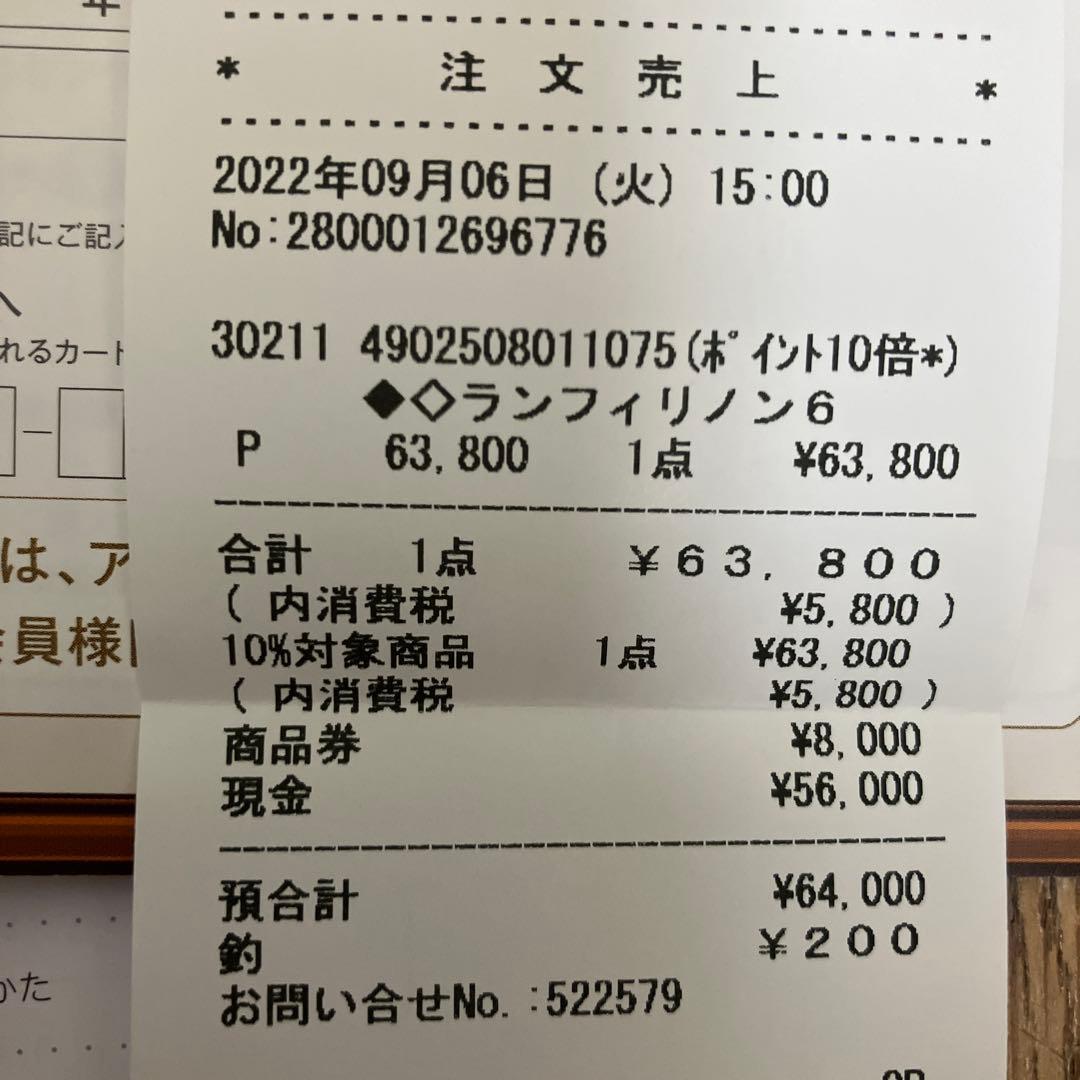 年
* 注 文 売 上 *
2022年09月06日 (火) 15:00
No:2800012696776
記にご記入
へ
30211 4902508011075(ﾎﾟｲﾝﾄ10倍*)
れるカード
◆◇ランフィリノン6
P 63,800 1点 ¥63,800
合計 1点 ¥63,800
は、ア
( 内消費税 ¥5,800 )
会員様
10%対象商品 1点 ¥63,800
( 内消費税 ¥5,800 )
商品券 ¥8,000
現金 ¥56,000
預合計 ¥64,000
釣 ¥200
かた
お問い合せNo.:522579